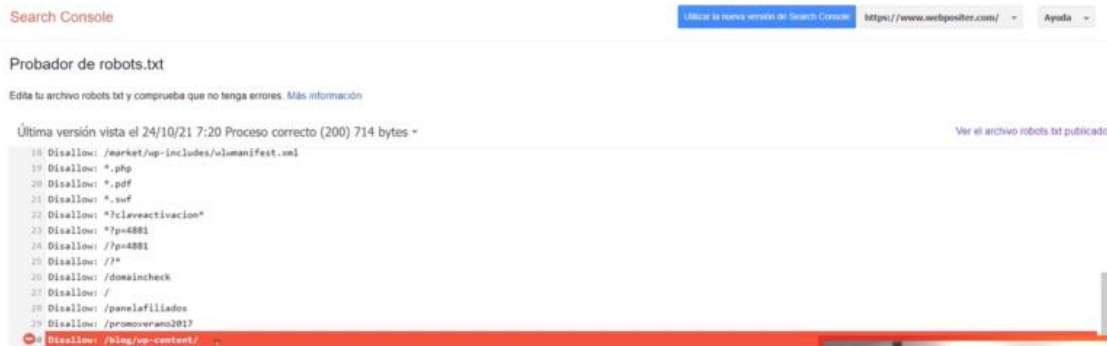 Search Console
Utilizar la nueva versión de Search Console
https://www.webpositer.com/
Ayuda
Probador de robots.txt
Edita tu archivo robots.txt y comprueba que no tenga errores. Más información
Última versión vista el 24/10/21 7:20 Proceso correcto (200) 714 bytes
Ver el archivo robots.txt publicado
18 Disallow: /market/wp-includes/wlwmanifest.xml
19 Disallow: *.php
20 Disallow: *.pdf
21 Disallow: *.swf
22 Disallow: *?claveactivacion*
23 Disallow: *?p=4881
24 Disallow: /?p=4881
25 Disallow: /?*
26 Disallow: /domaincheck
27 Disallow: /
28 Disallow: /panelafiliados
29 Disallow: /promoverano2017
Disallow: /blog/wp-content/